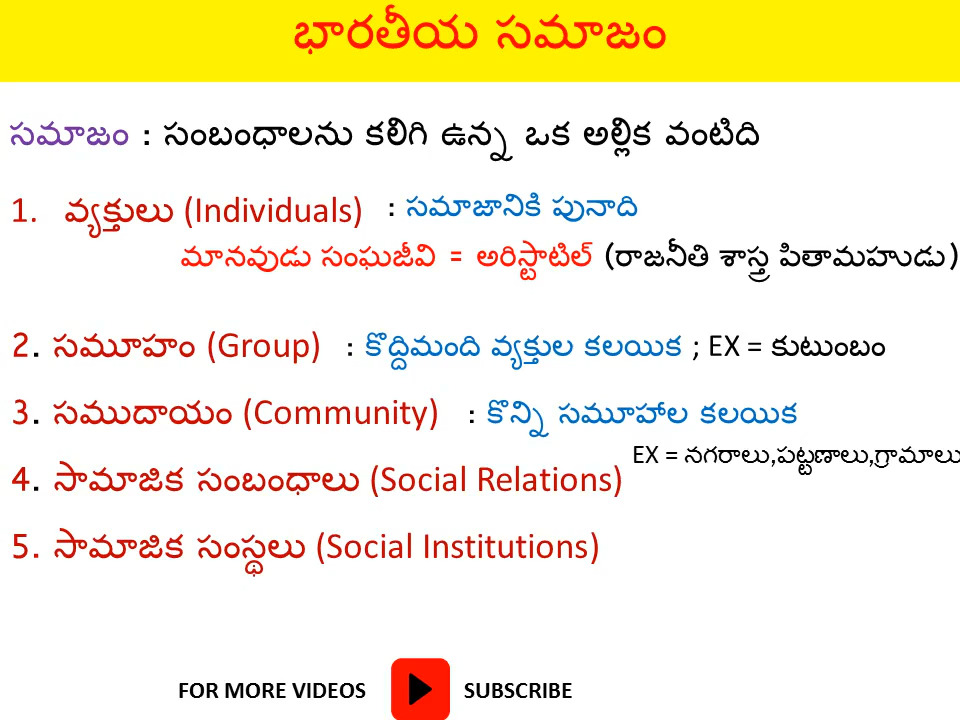 భారతీయ సమాజం
సమాజం : సంబంధాలను కలిగి ఉన్న ఒక అల్లిక వంటిది
1. వ్యక్తులు (Individuals) : సమాజానికి పునాది
మానవుడు సంఘజీవి = అరిస్టాటిల్ (రాజనీతి శాస్త్ర పితామహుడు)
2. సమూహం (Group) : కొద్దిమంది వ్యక్తుల కలయిక ; EX = కుటుంబం
3. సముదాయం (Community) : కొన్ని సమూహాల కలయిక
EX = నగరాలు,పట్టణాలు,గ్రామాలు
4. సామాజిక సంబంధాలు (Social Relations)
5. సామాజిక సంస్థలు (Social Institutions)
FOR MORE VIDEOS SUBSCRIBE